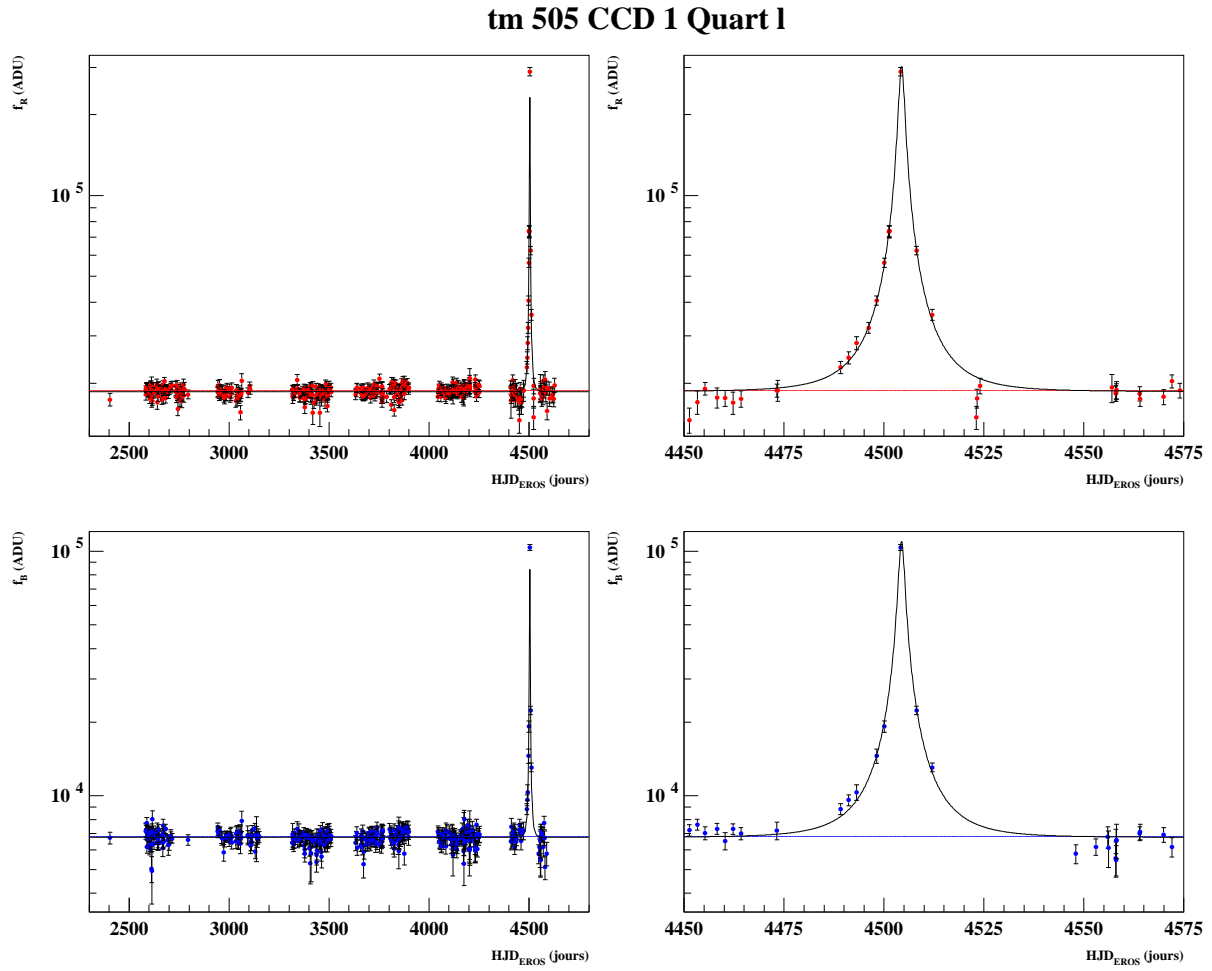 tm 505 CCD 1 Quart l
f_R (ADU)
10^5
2500 3000 3500 4000 4500
HJD_EROS (jours)
f_R (ADU)
10^5
4450 4475 4500 4525 4550 4575
HJD_EROS (jours)
f_B (ADU)
10^5
10^4
2500 3000 3500 4000 4500
HJD_EROS (jours)
f_B (ADU)
10^5
10^4
4450 4475 4500 4525 4550 4575
HJD_EROS (jours)